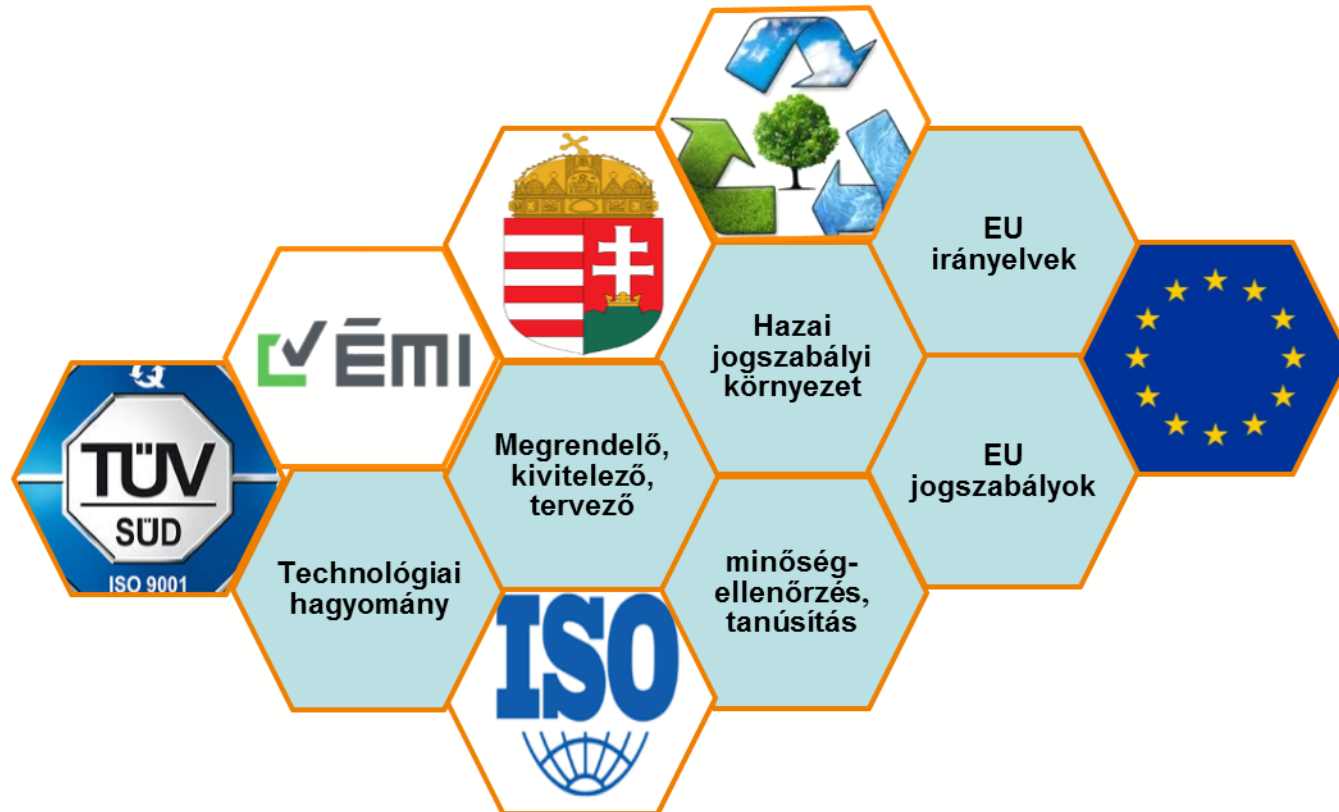 EU
irányelvek
Hazai
jogszabályi
környezet
ÉMI
Megrendelő,
kivitelező,
tervező
EU
jogszabályok
TÜV
SÜD
ISO 9001
Technológiai
hagyomány
minőség-
ellenőrzés,
tanúsítás
ISO